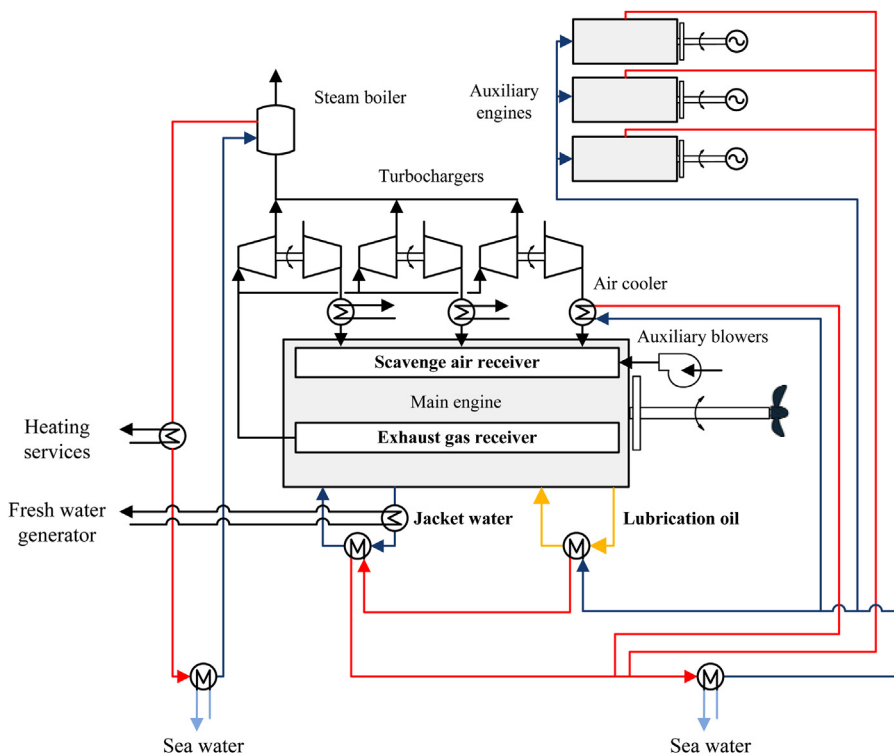 Steam boiler
Auxiliary
engines
Turbochargers
Air cooler
Auxiliary blowers
Scavenge air receiver
Main engine
Exhaust gas receiver
Heating
services
Fresh water
generator
Jacket water
Lubrication oil
Sea water
Sea water